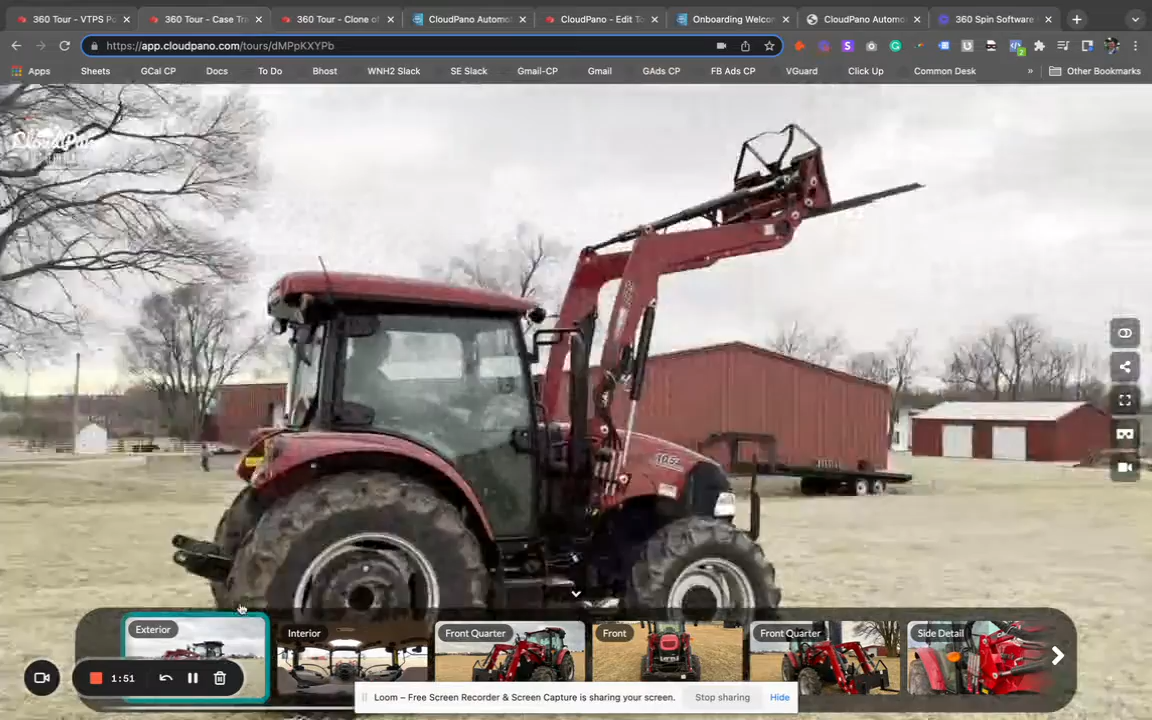 360 Tour - VTPS Po
360 Tour - Case Tra
360 Tour - Clone of
CloudPano Automot
CloudPano - Edit To
Onboarding Welcom
CloudPano Automo
360 Spin Software
https://app.cloudpano.com/tours/dMPpKXYPb
Apps
Sheets
GCal CP
Docs
To Do
Bhost
WNH2 Slack
SE Slack
Gmail-CP
Gmail
GAds CP
FB Ads CP
VGuard
Click Up
Common Desk
»
Other Bookmarks
CloudPano
105
Exterior
Interior
Front Quarter
Front
Front Quarter
Side Detail
1:51
Loom – Free Screen Recorder & Screen Capture is sharing your screen.
Stop sharing
Hide